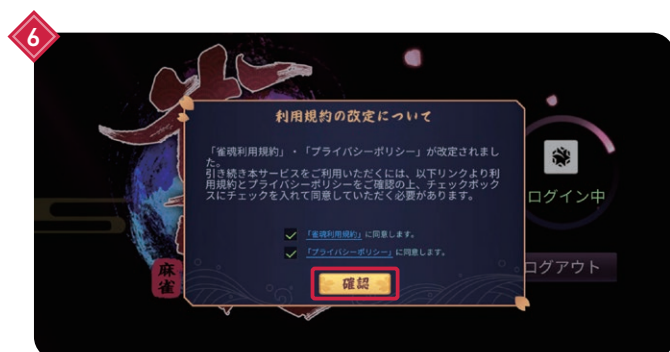 6
利用規約の改定について
「雀魂利用規約」・「プライバシーポリシー」が改定されまし
た。
引き続き本サービスをご利用いただくには、以下リンクより利
用規約とプライバシーポリシーをご確認の上、チェックボック
スにチェックを入れて同意していただく必要があります。
「雀魂利用規約」に同意します。
「プライバシーポリシー」に同意します。
確認
ログイン中
ログアウト
麻雀